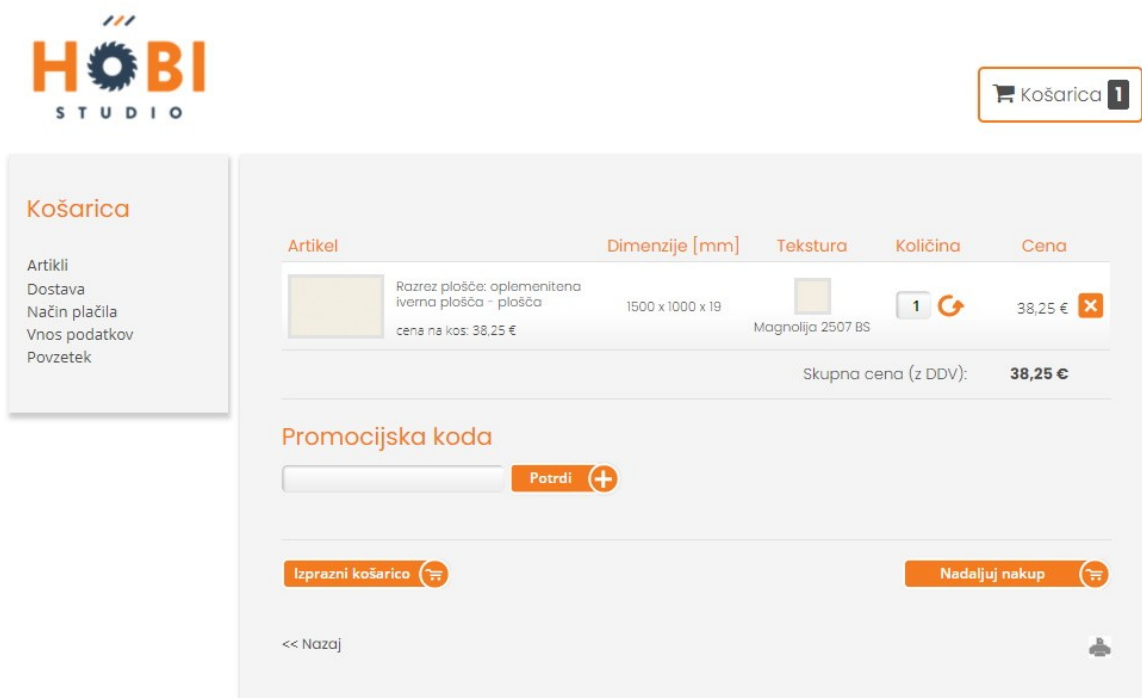 HOBI
STUDIO
Košarica 1
Košarica
Artikli
Dostava
Način plačila
Vnos podatkov
Povzetek
Artikel Dimenzije [mm] Tekstura Količina Cena
Razrez plošče: oplemenitena
iverna plošča - plošča
cena na kos: 38,25 €
1500 x 1000 x 19
Magnolija 2507 BS
1
38,25 €
Skupna cena (z DDV): 38,25 €
Promocijska koda
Potrdi
Izprazni košarico
Nadaljuj nakup
<< Nazaj